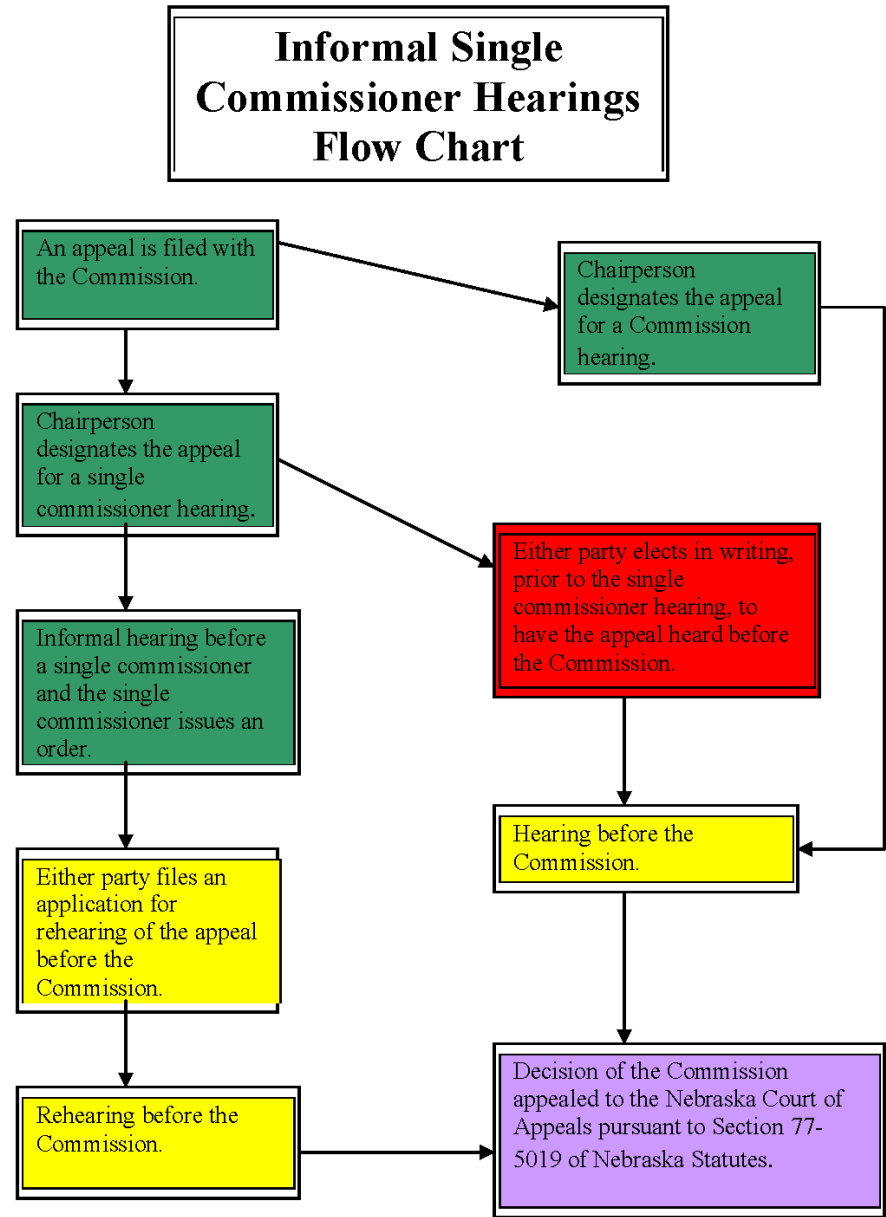 Informal Single
Commissioner Hearings
Flow Chart
An appeal is filed with
the Commission.
Chairperson
designates the appeal
for a Commission
hearing.
Chairperson
designates the appeal
for a single
commissioner hearing.
Either party elects in writing,
prior to the single
commissioner hearing, to
have the appeal heard before
the Commission.
Informal hearing before
a single commissioner
and the single
commissioner issues an
order.
Hearing before the
Commission.
Either party files an
application for
rehearing of the appeal
before the
Commission.
Decision of the Commission
appealed to the Nebraska Court of
Appeals pursuant to Section 77-
5019 of Nebraska Statutes.
Rehearing before the
Commission.